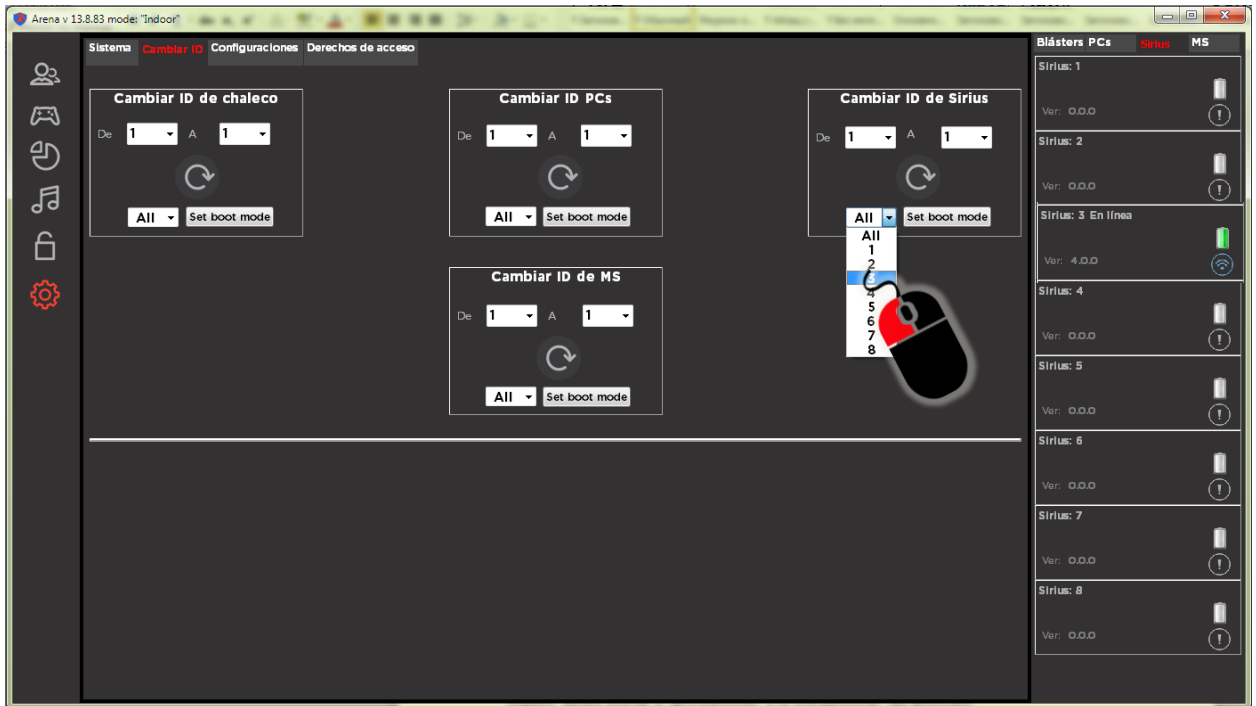 Arena v 13.8.83 mode: "Indoor"
Sistema Cambiar ID Configuraciones Derechos de acceso
Cambiar ID de chaleco
De 1 A 1
All Set boot mode
Cambiar ID PCs
De 1 A 1
All Set boot mode
Cambiar ID de Sirius
De 1 A 1
All Set boot mode
All
1
2
3
4
5
6
7
8
Cambiar ID de MS
De 1 A 1
All Set boot mode
Blásters PCs Sirius MS
Sirius: 1
Ver: 0.0.0
Sirius: 2
Ver: 0.0.0
Sirius: 3 En línea
Ver: 4.0.0
Sirius: 4
Ver: 0.0.0
Sirius: 5
Ver: 0.0.0
Sirius: 6
Ver: 0.0.0
Sirius: 7
Ver: 0.0.0
Sirius: 8
Ver: 0.0.0